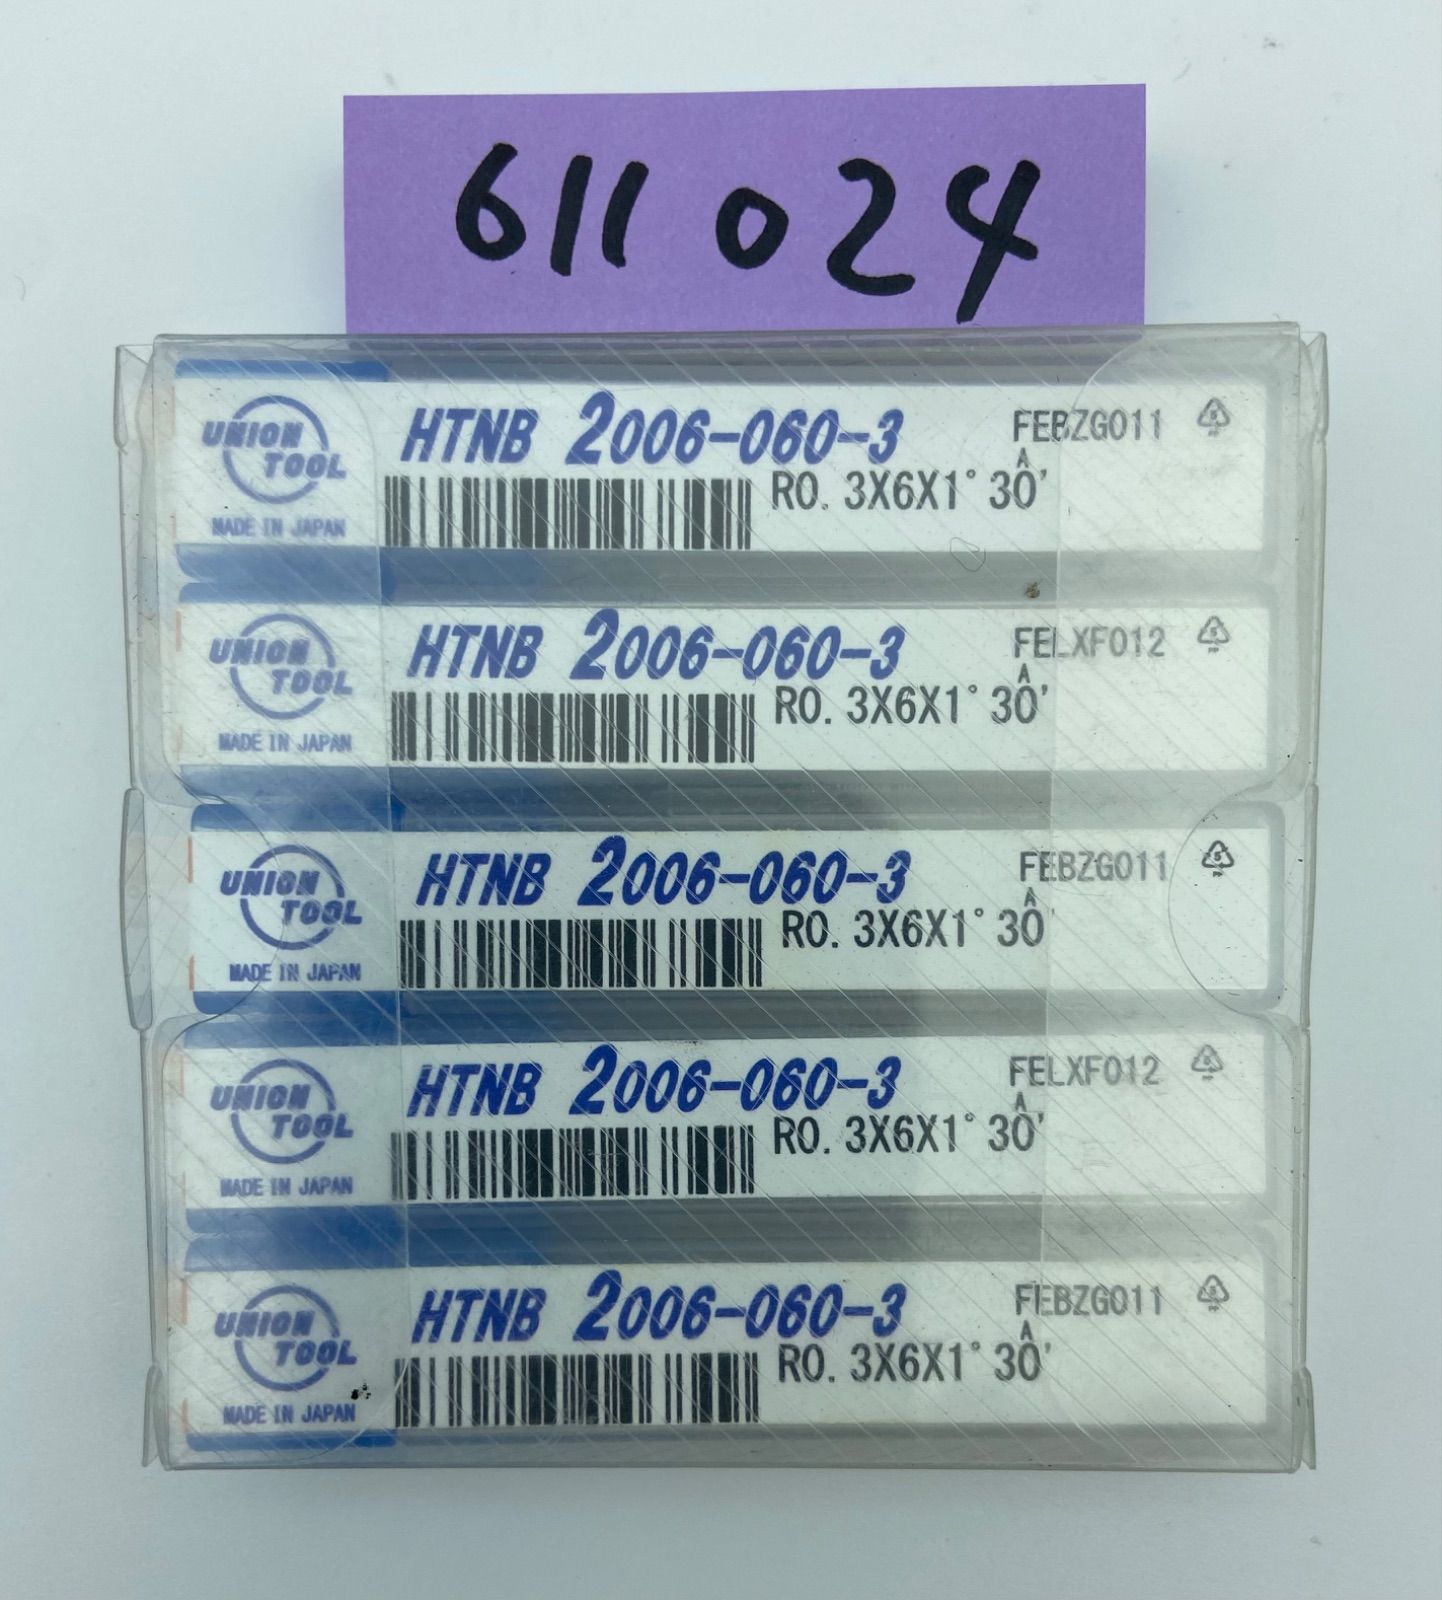 611 024
UNION TOOL
MADE IN JAPAN
HTNB 2006-060-3
FEBZG011
A
R0.3X6X1°30'
UNION TOOL
MADE IN JAPAN
HTNB 2006-060-3
FELXF012
A
R0.3X6X1°30'
UNION TOOL
MADE IN JAPAN
HTNB 2006-060-3
FEBZG011
A
R0.3X6X1°30'
UNION TOOL
MADE IN JAPAN
HTNB 2006-060-3
FELXF012
A
R0.3X6X1°30'
UNION TOOL
MADE IN JAPAN
HTNB 2006-060-3
FEBZG011
A
R0.3X6X1°30'